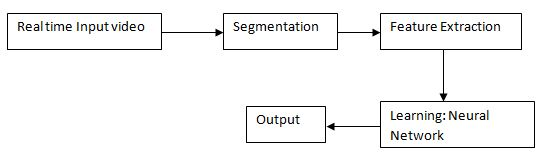 Real time Input video
Segmentation
Feature Extraction
Learning: Neural
Network
Output